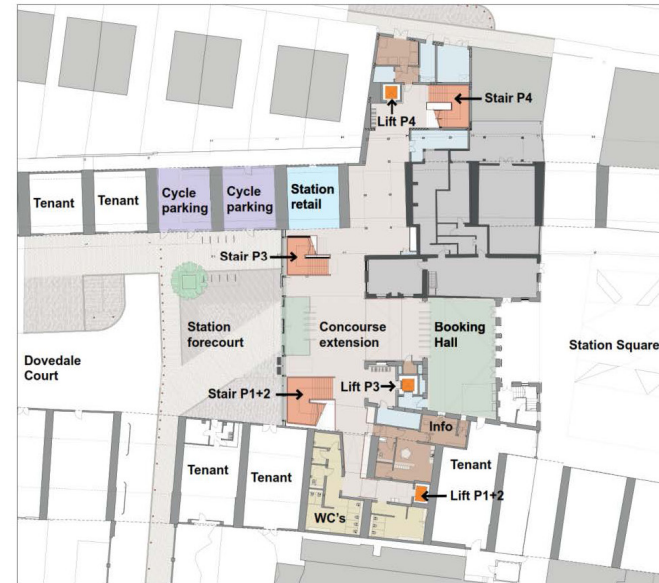 Stair P4
Lift P4
Tenant
Tenant
Cycle
parking
Cycle
parking
Station
retail
Stair P3
Station
forecourt
Concourse
extension
Booking
Hall
Station Square
Dovedale
Court
Lift P3
Stair P1+2
Info
Tenant
Tenant
Tenant
Lift P1+2
WC's